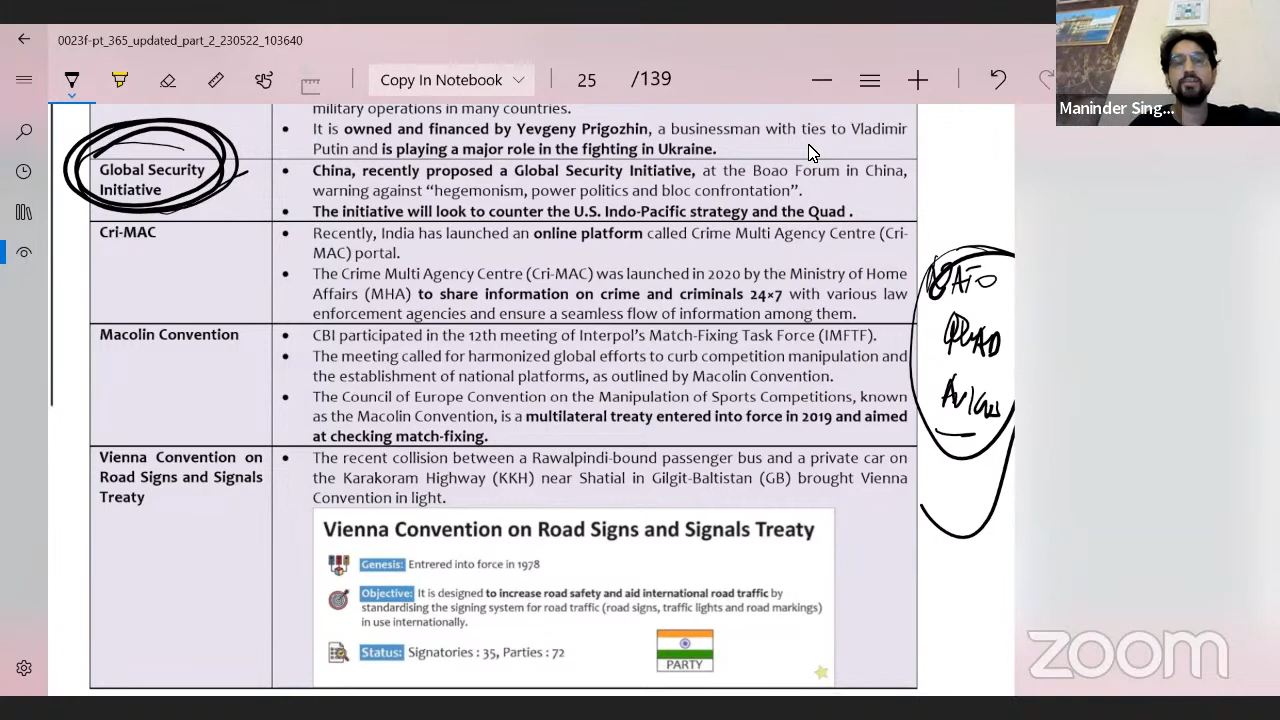 0023f-pt_365_updated_part_2_230522_103640
Copy In Notebook
25 /139
Maninder Sing...
military operations in many countries.
• It is owned and financed by Yevgeny Prigozhin, a businessman with ties to Vladimir
Putin and is playing a major role in the fighting in Ukraine.
Global Security
Initiative
• China, recently proposed a Global Security Initiative, at the Boao Forum in China,
warning against “hegemonism, power politics and bloc confrontation”.
• The initiative will look to counter the U.S. Indo-Pacific strategy and the Quad .
Cri-MAC
• Recently, India has launched an online platform called Crime Multi Agency Centre (Cri-
MAC) portal.
• The Crime Multi Agency Centre (Cri-MAC) was launched in 2020 by the Ministry of Home
Affairs (MHA) to share information on crime and criminals 24×7 with various law
enforcement agencies and ensure a seamless flow of information among them.
Macolin Convention
• CBI participated in the 12th meeting of Interpol’s Match-Fixing Task Force (IMFTF).
• The meeting called for harmonized global efforts to curb competition manipulation and
the establishment of national platforms, as outlined by Macolin Convention.
• The Council of Europe Convention on the Manipulation of Sports Competitions, known
as the Macolin Convention, is a multilateral treaty entered into force in 2019 and aimed
at checking match-fixing.
Vienna Convention on
Road Signs and Signals
Treaty
• The recent collision between a Rawalpindi-bound passenger bus and a private car on
the Karakoram Highway (KKH) near Shatial in Gilgit-Baltistan (GB) brought Vienna
Convention in light.
Vienna Convention on Road Signs and Signals Treaty
Genesis: Entrered into force in 1978
Objective: It is designed to increase road safety and aid international road traffic by
standardising the signing system for road traffic (road signs, traffic lights and road markings)
in use internationally.
Status: Signatories : 35, Parties : 72
PARTY
NATO
QUAD
zoom